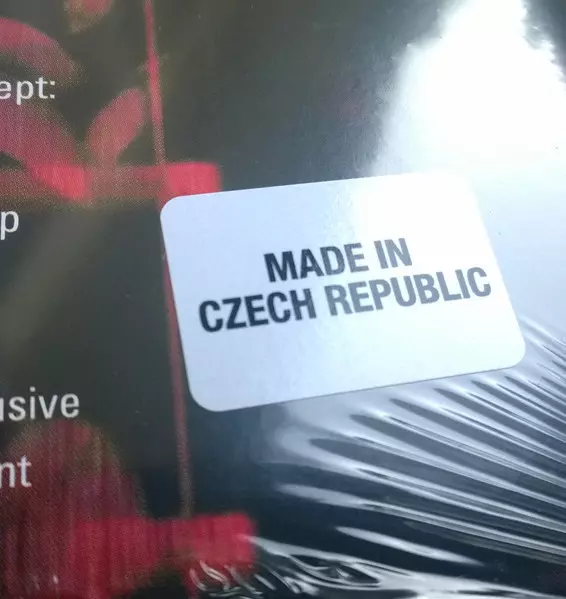 ept:
p
MADE IN
CZECH REPUBLIC
usive
nt